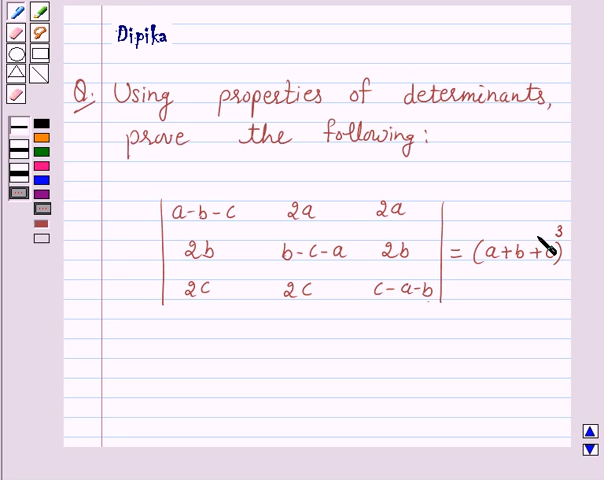 Dipika
Q. Using properties of determinants,
prove the following:
| a-b-c 2a 2a |
| 2b b-c-a 2b | = (a+b+c)³
| 2c 2c c-a-b |